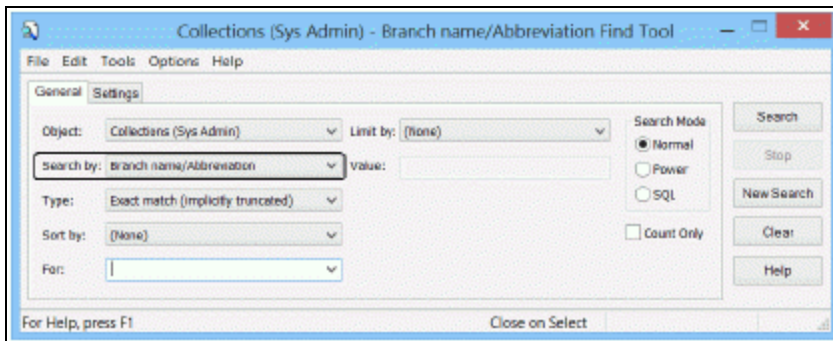 Collections (Sys Admin) - Branch name/Abbreviation Find Tool
File Edit Tools Options Help
General Settings
Object: Collections (Sys Admin) Limit by: (None) Search Mode Search
Normal
Search by: Branch name/Abbreviation Value: Power Stop
Type: Exact match (implicitly truncated) SQL New Search
Sort by: (None) Count Only Clear
For: Help
For Help, press F1 Close on Select